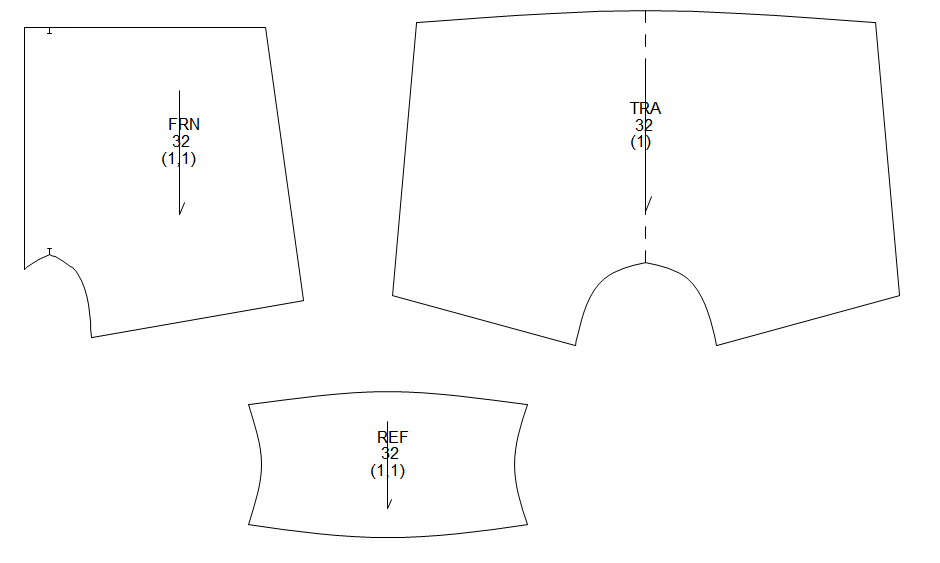 FRN
32
(1,1)
TRA
32
(1)
REF
32
(1,1)